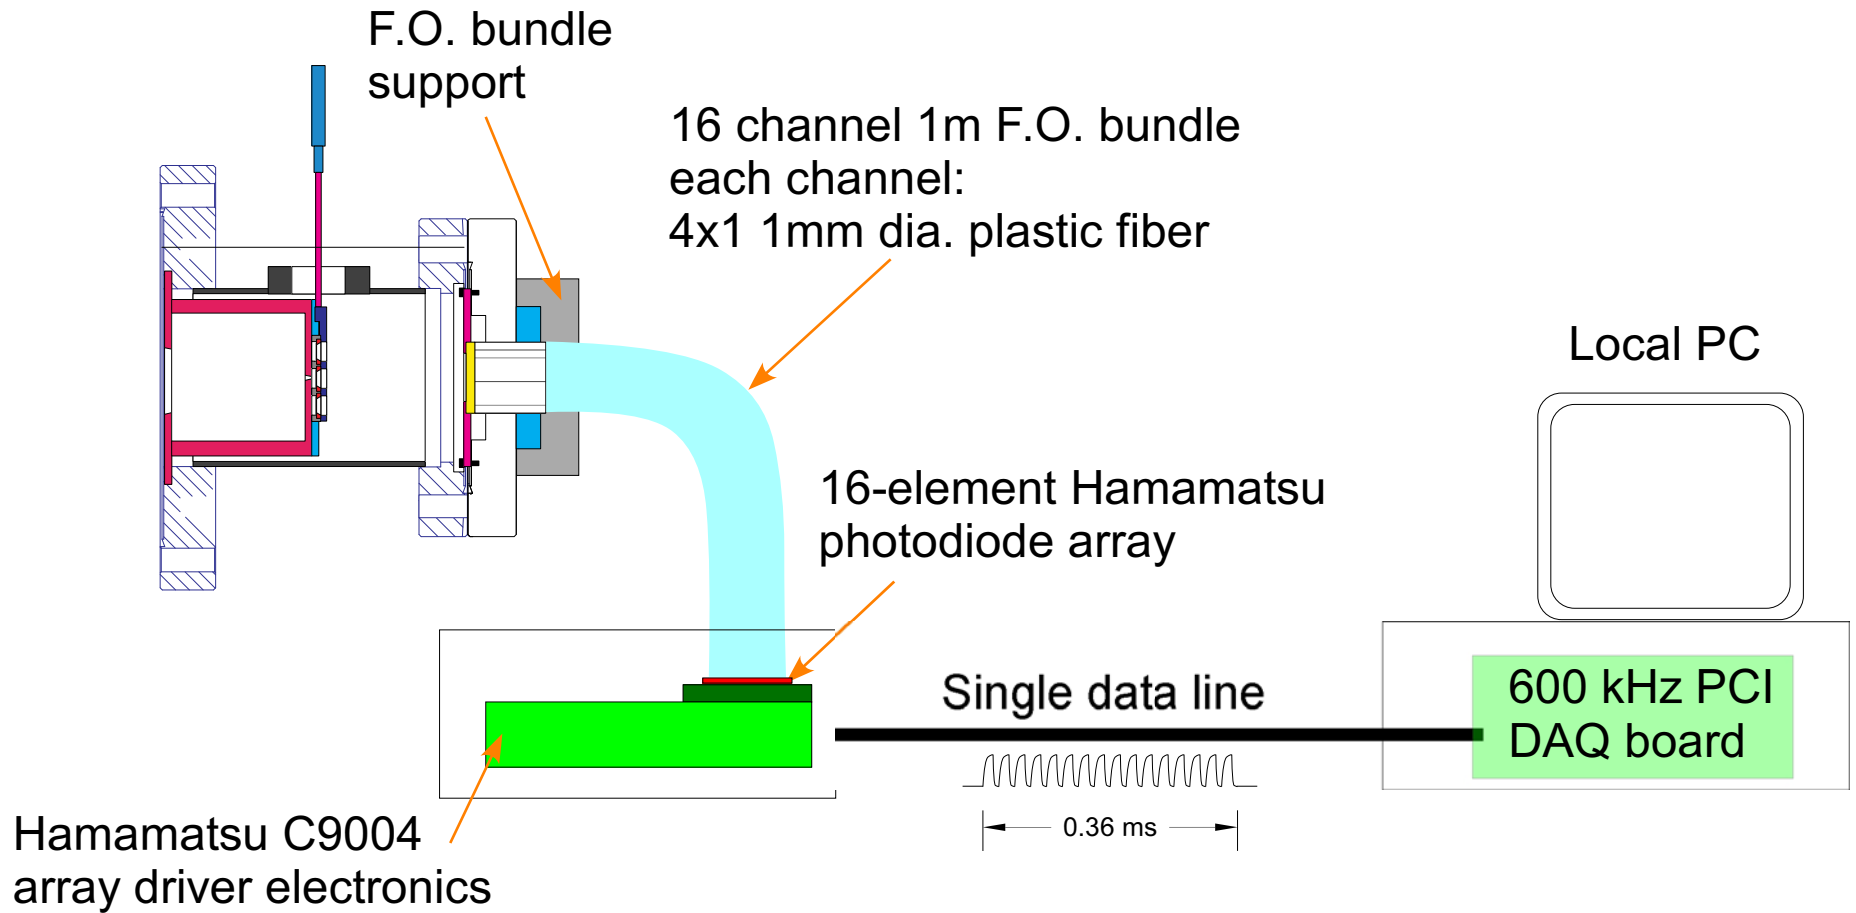 F.O. bundle
support
16 channel 1m F.O. bundle
each channel:
4x1 1mm dia. plastic fiber
Local PC
16-element Hamamatsu
photodiode array
Single data line
600 kHz PCI
DAQ board
0.36 ms
Hamamatsu C9004
array driver electronics